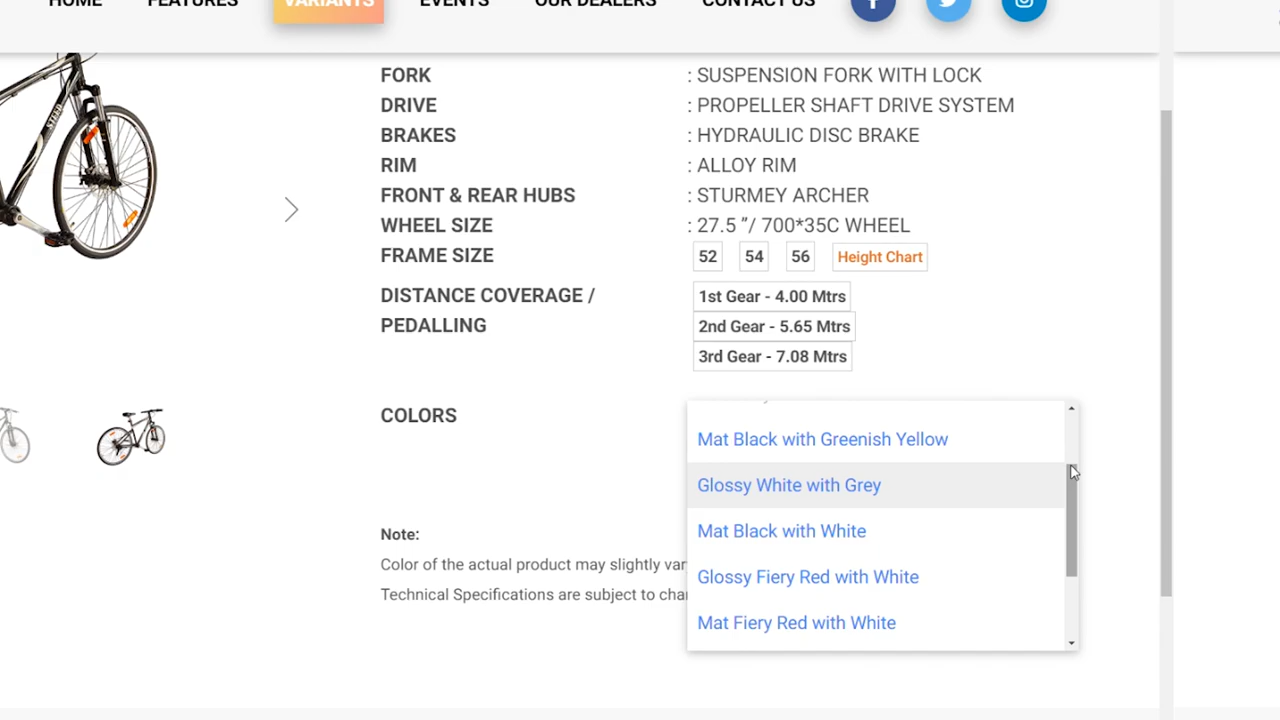 HOME FEATURES VARIANTS EVENTS OUR DEALERS CONTACT US
FORK : SUSPENSION FORK WITH LOCK
DRIVE : PROPELLER SHAFT DRIVE SYSTEM
BRAKES : HYDRAULIC DISC BRAKE
RIM : ALLOY RIM
FRONT & REAR HUBS : STURMEY ARCHER
WHEEL SIZE : 27.5 ”/ 700*35C WHEEL
FRAME SIZE 52 54 56 Height Chart
DISTANCE COVERAGE / 1st Gear - 4.00 Mtrs
PEDALLING 2nd Gear - 5.65 Mtrs
3rd Gear - 7.08 Mtrs
COLORS
Mat Black with Greenish Yellow
Glossy White with Grey
Mat Black with White
Glossy Fiery Red with White
Mat Fiery Red with White
Note:
Color of the actual product may slightly
Technical Specifications are subject to